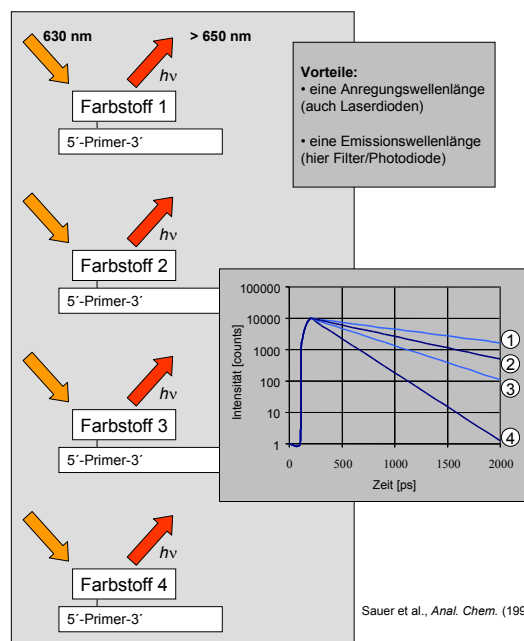 630 nm
> 650 nm
hν
Farbstoff 1
5´-Primer-3´
Vorteile:
• eine Anregungswellenlänge
(auch Laserdioden)
• eine Emissionswellenlänge
(hier Filter/Photodiode)
hν
Farbstoff 2
5´-Primer-3´
hν
Farbstoff 3
5´-Primer-3´
hν
Farbstoff 4
5´-Primer-3´
Intensität [counts]
100000
10000
1000
100
10
1
0
500
1000
1500
2000
Zeit [ps]
1
2
3
4
Sauer et al., Anal. Chem. (199